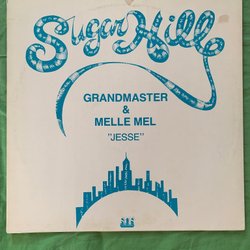 Sugar Hill
GRANDMASTER
&
MELLE MEL
"JESSE"